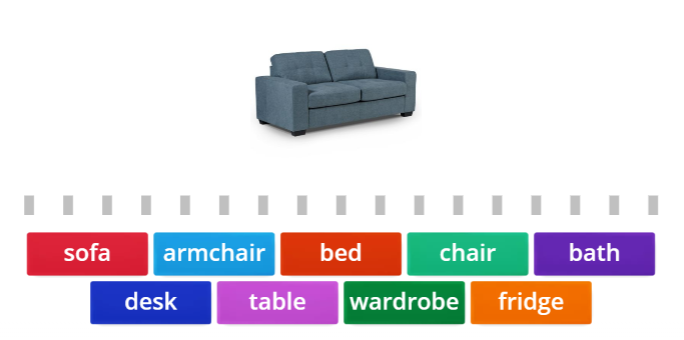 sofa armchair bed chair bath
desk table wardrobe fridge